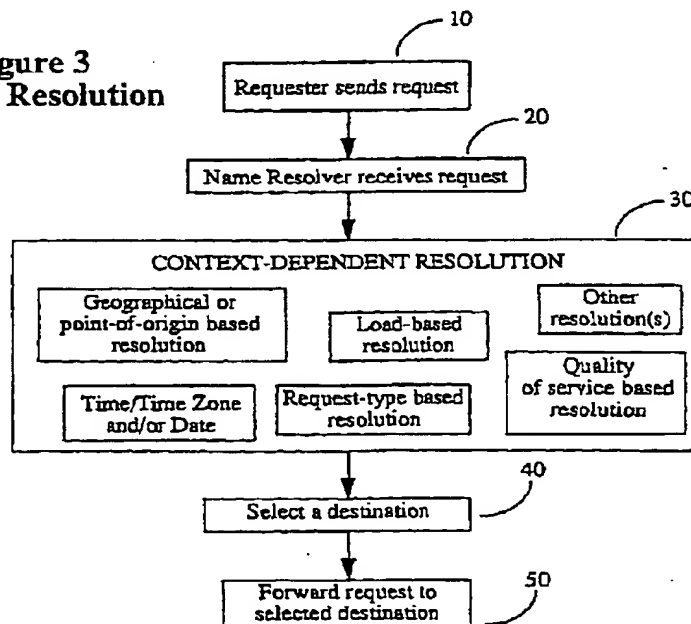 10
gure 3
Resolution
Requester sends request
20
Name Resolver receives request
30
CONTEXT-DEPENDENT RESOLUTION
Geographical or
point-of-origin based
resolution
Load-based
resolution
Other
resolution(s)
Time/Time Zone
and/or Date
Request-type based
resolution
Quality
of service based
resolution
40
Select a destination
50
Forward request to
selected destination